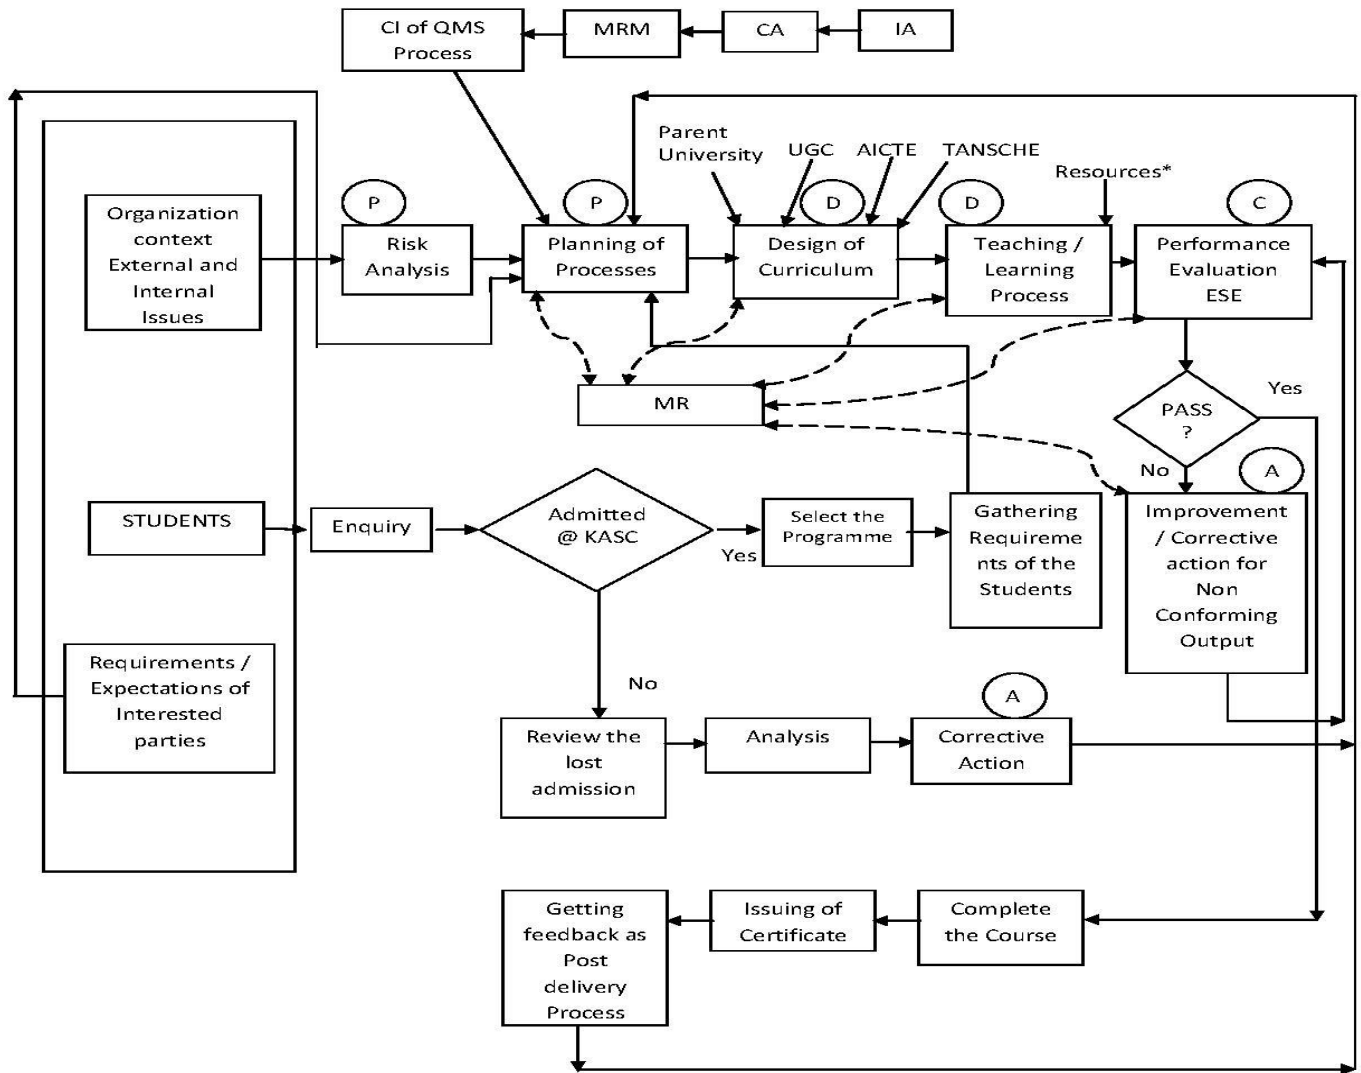 CI of QMS
Process
MRM
CA
IA
Parent
University
UGC
AICTE
TANSCHE
Resources*
P
P
D
D
C
Organization
context
External and
Internal
Issues
Risk
Analysis
Planning of
Processes
Design of
Curriculum
Teaching /
Learning
Process
Performance
Evaluation
ESE
MR
PASS
?
Yes
No
A
STUDENTS
Enquiry
Admitted
@ KASC
Yes
Select the
Programme
Gathering
Requireme
nts of the
Students
Improvement
/ Corrective
action for
Non
Conforming
Output
Requirements /
Expectations of
Interested
parties
No
A
Review the
lost
admission
Analysis
Corrective
Action
Getting
feedback as
Post
delivery
Process
Issuing of
Certificate
Complete
the Course